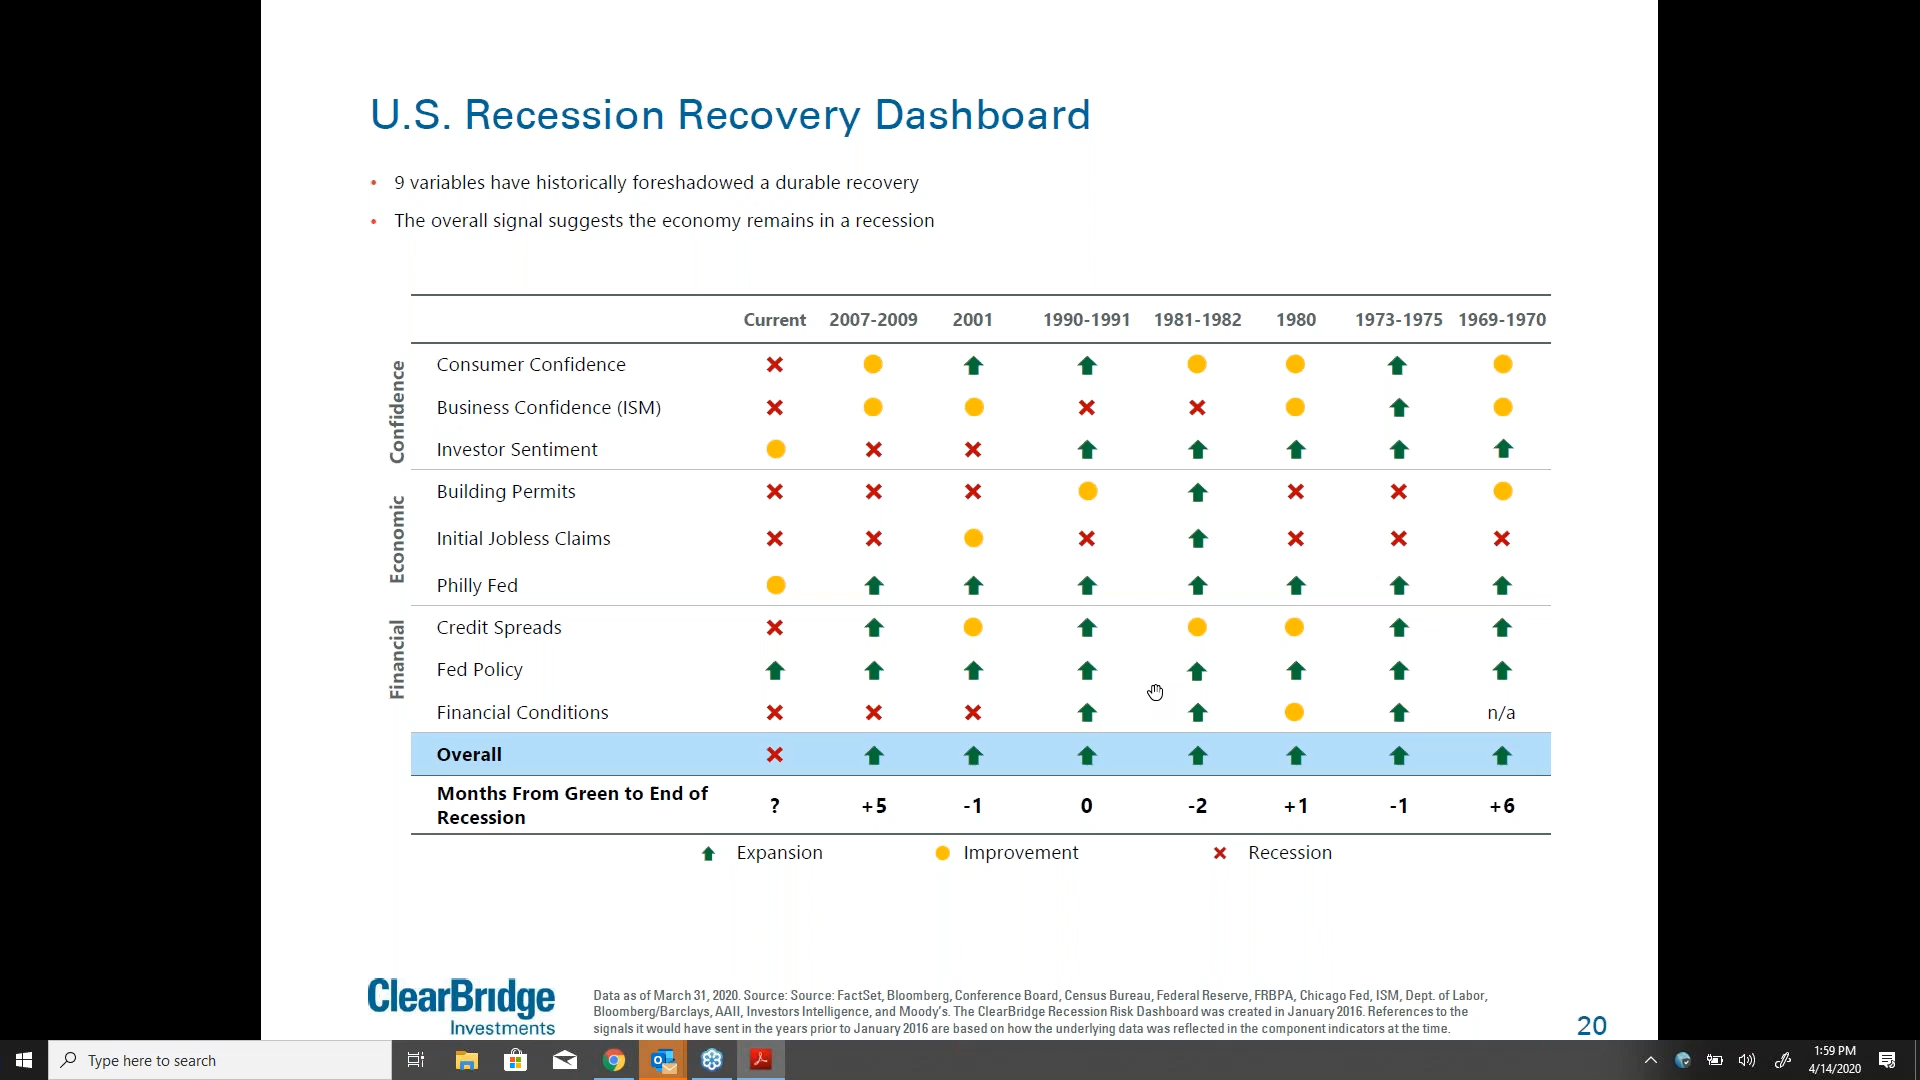 U.S. Recession Recovery Dashboard
• 9 variables have historically foreshadowed a durable recovery
• The overall signal suggests the economy remains in a recession
Current 2007-2009 2001 1990-1991 1981-1982 1980 1973-1975 1969-1970
Confidence
Consumer Confidence
Business Confidence (ISM)
Investor Sentiment
Economic
Building Permits
Initial Jobless Claims
Philly Fed
Financial
Credit Spreads
Fed Policy
Financial Conditions n/a
Overall
Months From Green to End of
Recession ? +5 -1 0 -2 +1 -1 +6
Expansion Improvement Recession
ClearBridge
Investments
Data as of March 31, 2020. Source: Source: FactSet, Bloomberg, Conference Board, Census Bureau, Federal Reserve, FRBPA, Chicago Fed, ISM, Dept. of Labor,
Bloomberg/Barclays, AAII, Investors Intelligence, and Moody's. The ClearBridge Recession Risk Dashboard was created in January 2016. References to the
signals it would have sent in the years prior to January 2016 are based on how the underlying data was reflected in the component indicators at the time.
20
Type here to search
1:59 PM
4/14/2020